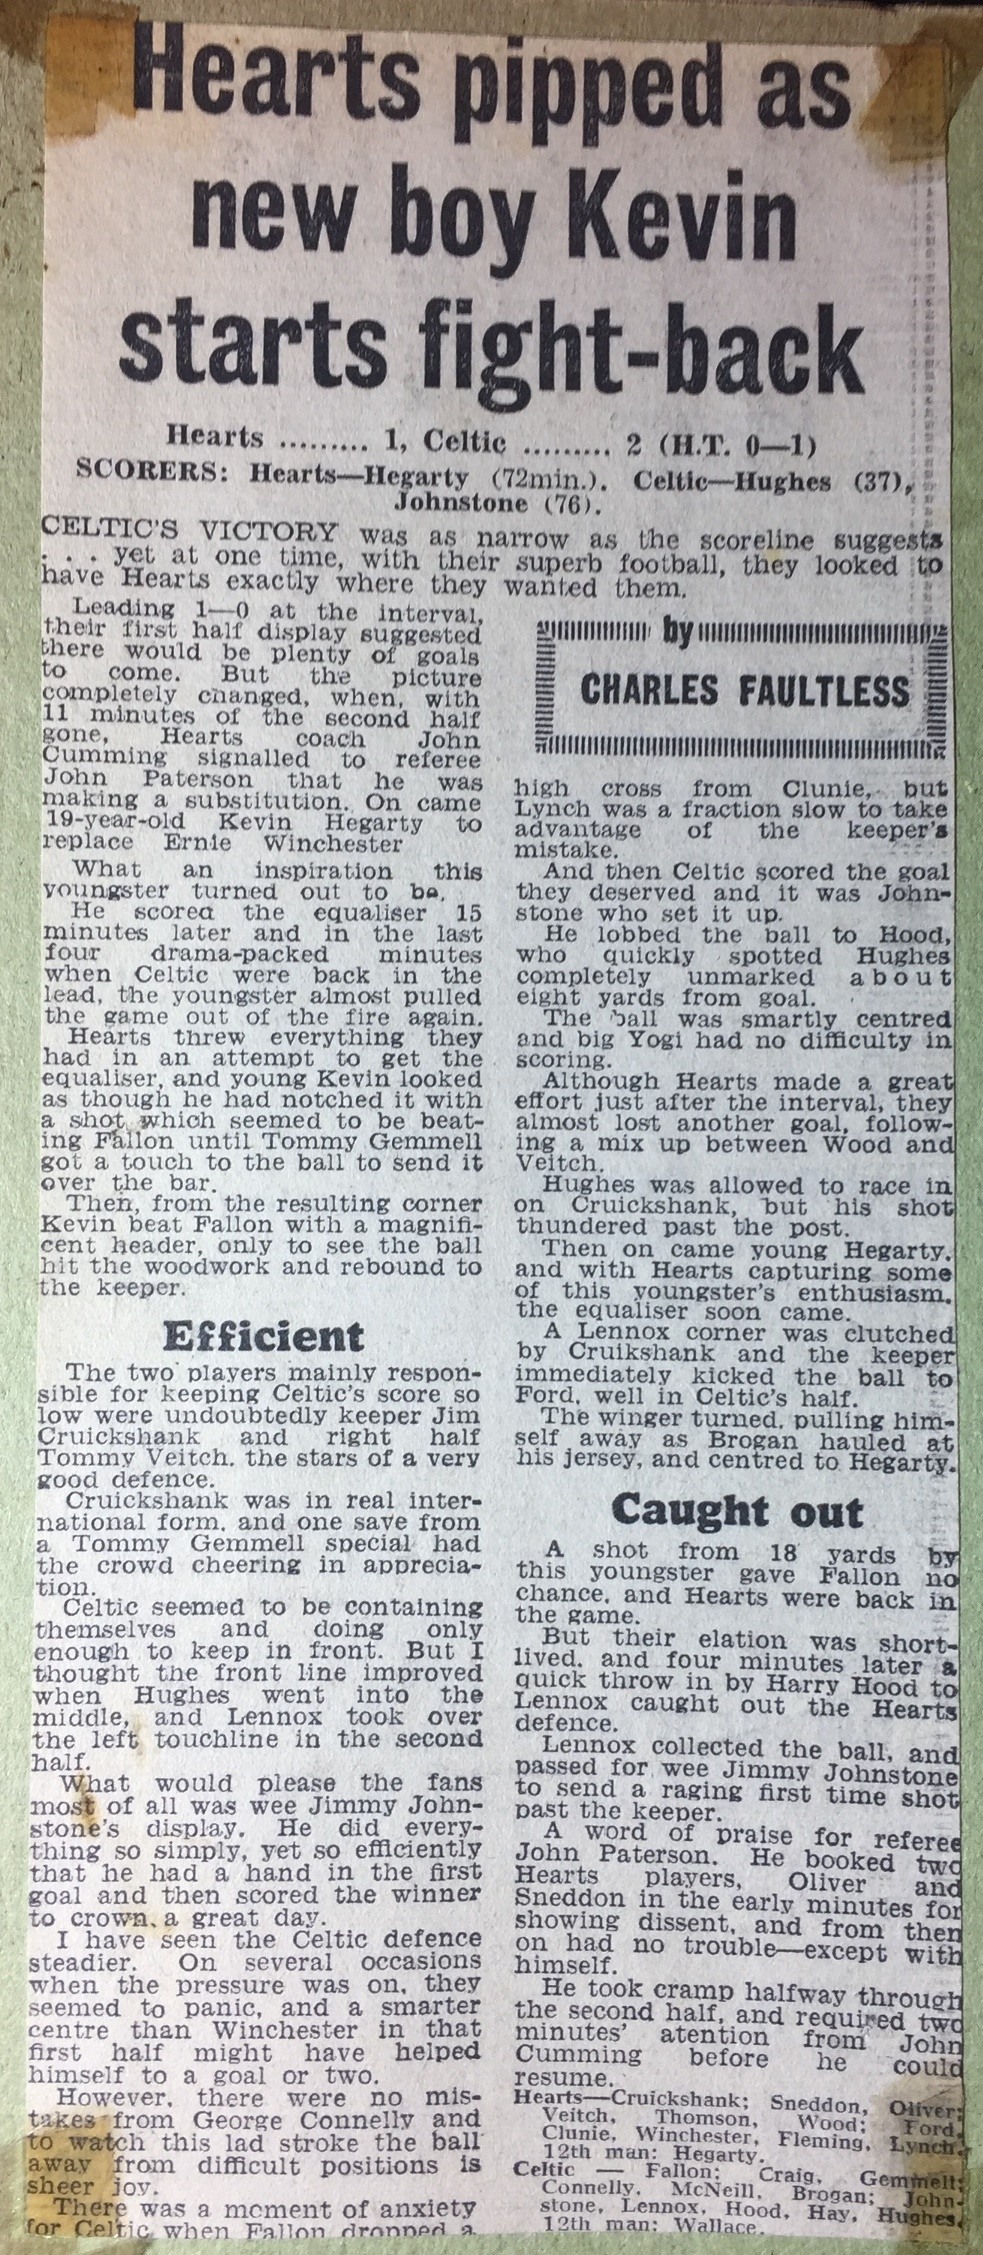 Hearts pipped as
new boy Kevin
starts fight-back
Hearts ......... 1, Celtic ......... 2 (H.T. 0—1)
SCORERS: Hearts—Hegarty (72min.). Celtic—Hughes (37),
Johnstone (76).
CELTIC'S VICTORY was as narrow as the scoreline suggests
. . . yet at one time, with their superb football, they looked to
have Hearts exactly where they wanted them.
Leading 1—0 at the interval,
their first half display suggested
there would be plenty of goals
to come. But the picture
completely changed, when, with
11 minutes of the second half
gone, Hearts coach John
Cumming signalled to referee
John Paterson that he was
making a substitution. On came
19-year-old Kevin Hegarty to
replace Ernie Winchester
What an inspiration this
youngster turned out to be.
He scored the equaliser 15
minutes later and in the last
four drama-packed minutes
when Celtic were back in the
lead, the youngster almost pulled
the game out of the fire again.
Hearts threw everything they
had in an attempt to get the
equaliser, and young Kevin looked
as though he had notched it with
a shot which seemed to be beat-
ing Fallon until Tommy Gemmell
got a touch to the ball to send it
over the bar.
Then, from the resulting corner
Kevin beat Fallon with a magnifi-
cent header, only to see the ball
hit the woodwork and rebound to
the keeper.
Efficient
The two players mainly respon-
sible for keeping Celtic's score so
low were undoubtedly keeper Jim
Cruickshank and right half
Tommy Veitch. the stars of a very
good defence.
Cruickshank was in real inter-
national form. and one save from
a Tommy Gemmell special had
the crowd cheering in apprecia-
tion.
Celtic seemed to be containing
themselves and doing only
enough to keep in front. But I
thought the front line improved
when Hughes went into the
middle, and Lennox took over
the left touchline in the second
half.
What would please the fans
most of all was wee Jimmy John-
stone's display. He did every-
thing so simply, yet so efficiently
that he had a hand in the first
goal and then scored the winner
to crown. a great day.
I have seen the Celtic defence
steadier. On several occasions
when the pressure was on, they
seemed to panic, and a smarter
centre than Winchester in that
first half might have helped
himself to a goal or two.
However, there were no mis-
takes from George Connelly and
to watch this lad stroke the ball
away from difficult positions is
sheer joy.
There was a moment of anxiety
for Celtic when Fallon dropped a
by
CHARLES FAULTLESS
high cross from Clunie, but
Lynch was a fraction slow to take
advantage of the keeper's
mistake.
And then Celtic scored the goal
they deserved and it was John-
stone who set it up.
He lobbed the ball to Hood,
who quickly spotted Hughes
completely unmarked about
eight yards from goal.
The ball was smartly centred
and big Yogi had no difficulty in
scoring.
Although Hearts made a great
effort just after the interval, they
almost lost another goal, follow-
ing a mix up between Wood and
Veitch.
Hughes was allowed to race in
on Cruickshank, but his shot
thundered past the post.
Then on came young Hegarty.
and with Hearts capturing some
of this youngster's enthusiasm.
the equaliser soon came.
A Lennox corner was clutched
by Cruikshank and the keeper
immediately kicked the ball to
Ford, well in Celtic's half.
The winger turned, pulling him-
self away as Brogan hauled at
his jersey, and centred to Hegarty.
Caught out
A shot from 18 yards by
this youngster gave Fallon no
chance, and Hearts were back in
the game.
But their elation was short-
lived. and four minutes later a
quick throw in by Harry Hood to
Lennox caught out the Hearts
defence.
Lennox collected the ball, and
passed for wee Jimmy Johnstone
to send a raging first time shot
past the keeper.
A word of praise for referee
John Paterson. He booked two
Hearts players, Oliver and
Sneddon in the early minutes for
showing dissent, and from then
on had no trouble—except with
himself.
He took cramp halfway through
the second half, and required two
minutes' atention from John
Cumming before he could
resume.
Hearts—Cruickshank; Sneddon, Oliver;
Veitch, Thomson, Wood; Ford,
Clunie, Winchester, Fleming, Lynch.
12th man: Hegarty.
Celtic — Fallon; Craig, Gemmell;
Connelly, McNeill, Brogan; John-
stone, Lennox, Hood, Hay, Hughes.
12th man: Wallace.